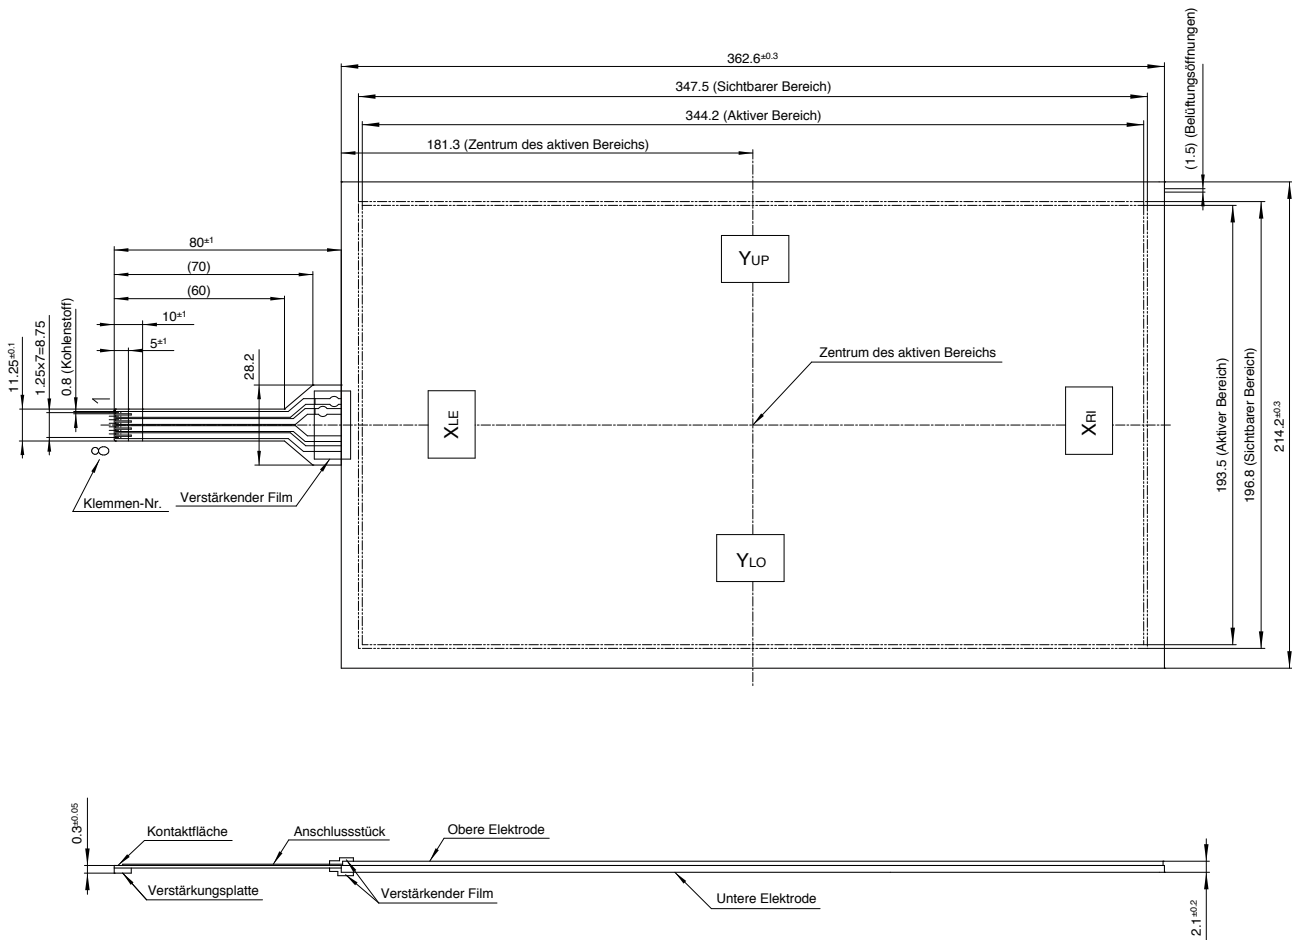 362.6±0.3
347.5 (Sichtbarer Bereich)
344.2 (Aktiver Bereich)
181.3 (Zentrum des aktiven Bereichs)
(1.5) (Belüftungsöffnungen)
80±1
(70)
(60)
10±1
5±1
11.25±0.1
1.25×7=8.75
0.8 (Kohlenstoff)
28.2
1
8
Klemmen-Nr.
Verstärkender Film
YUP
Zentrum des aktiven Bereichs
XLE
XRI
YLO
193.5 (Aktiver Bereich)
196.8 (Sichtbarer Bereich)
214.2±0.3
0.3±0.05
Kontaktfläche
Anschlussstück
Obere Elektrode
Verstärkungsplatte
Verstärkender Film
Untere Elektrode
2.1±0.2